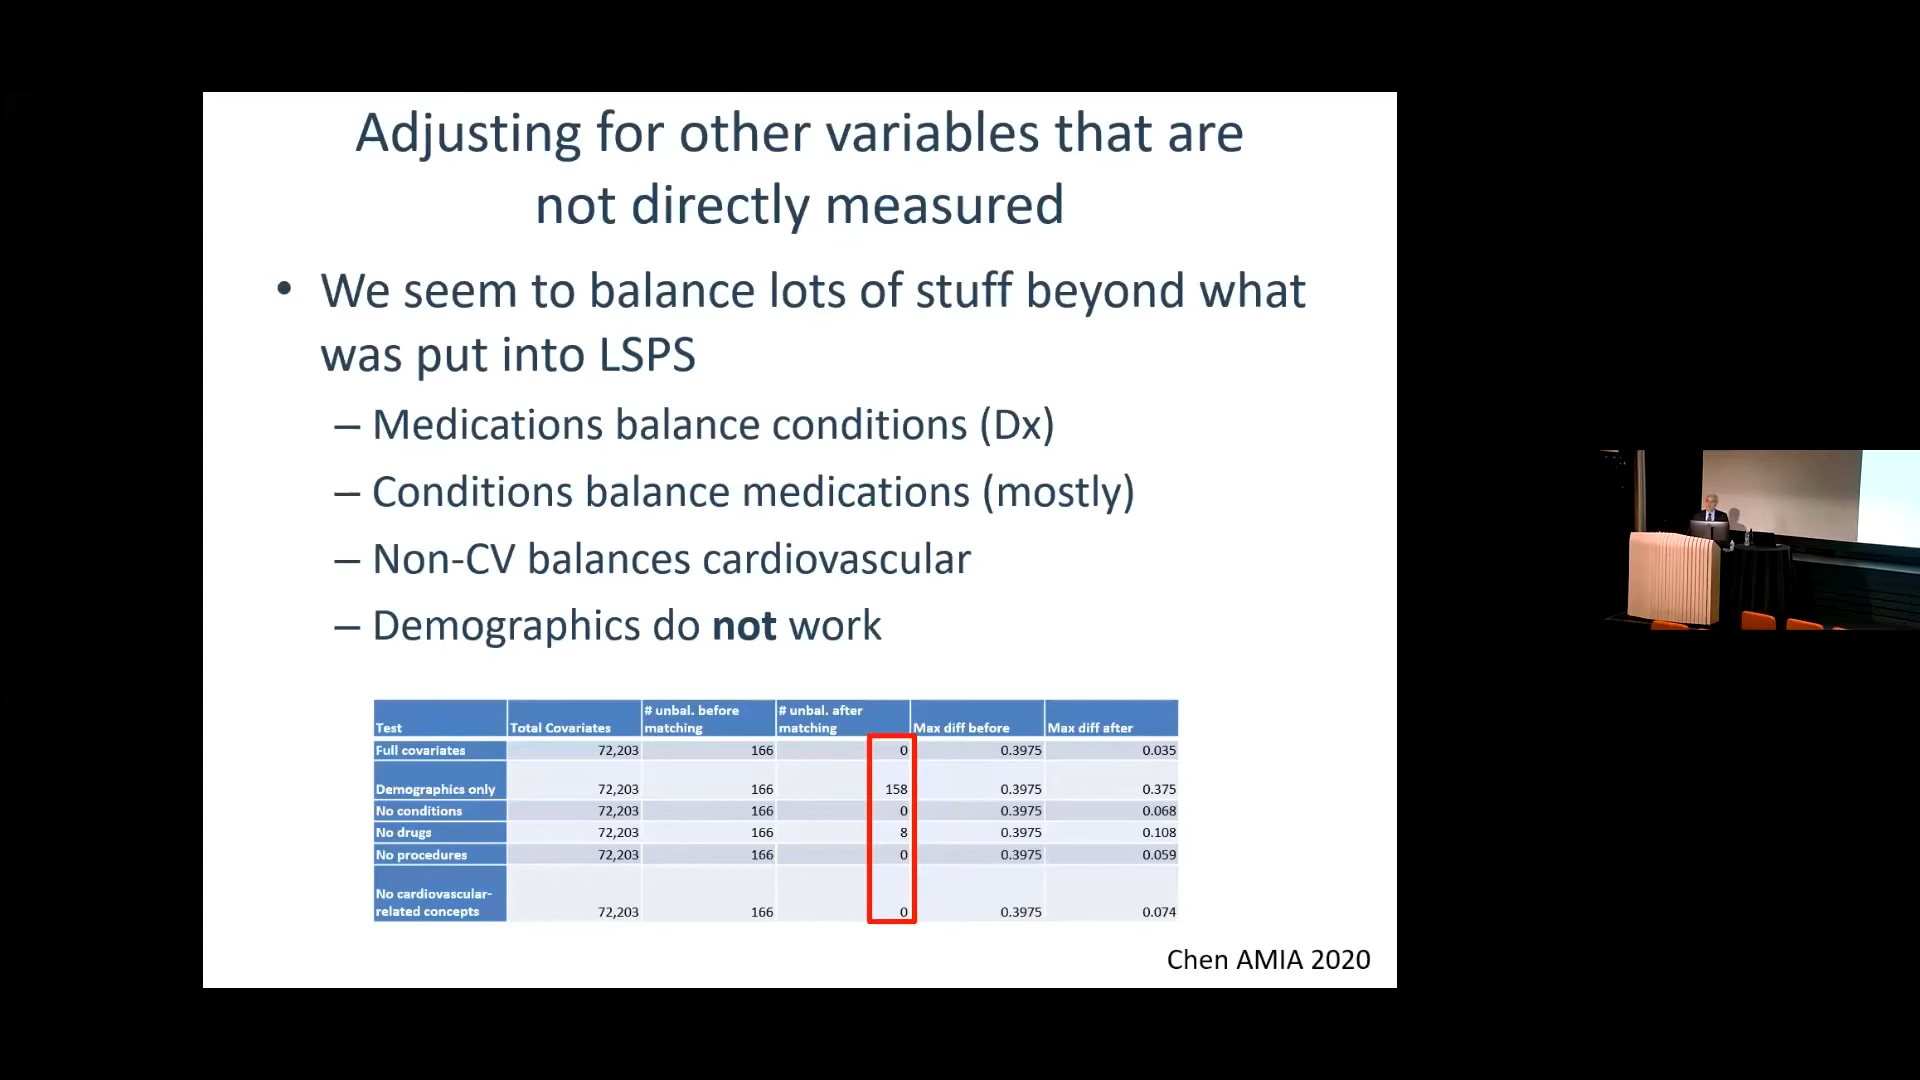 Adjusting for other variables that are
not directly measured
• We seem to balance lots of stuff beyond what
was put into LSPS
– Medications balance conditions (Dx)
– Conditions balance medications (mostly)
– Non-CV balances cardiovascular
– Demographics do not work
Test Total Covariates # unbal. before matching # unbal. after matching Max diff before Max diff after
Full covariates 72,203 166 0 0.3975 0.035
Demographics only 72,203 166 158 0.3975 0.375
No conditions 72,203 166 0 0.3975 0.068
No drugs 72,203 166 8 0.3975 0.108
No procedures 72,203 166 0 0.3975 0.059
No cardiovascular-
related concepts 72,203 166 0 0.3975 0.074
Chen AMIA 2020